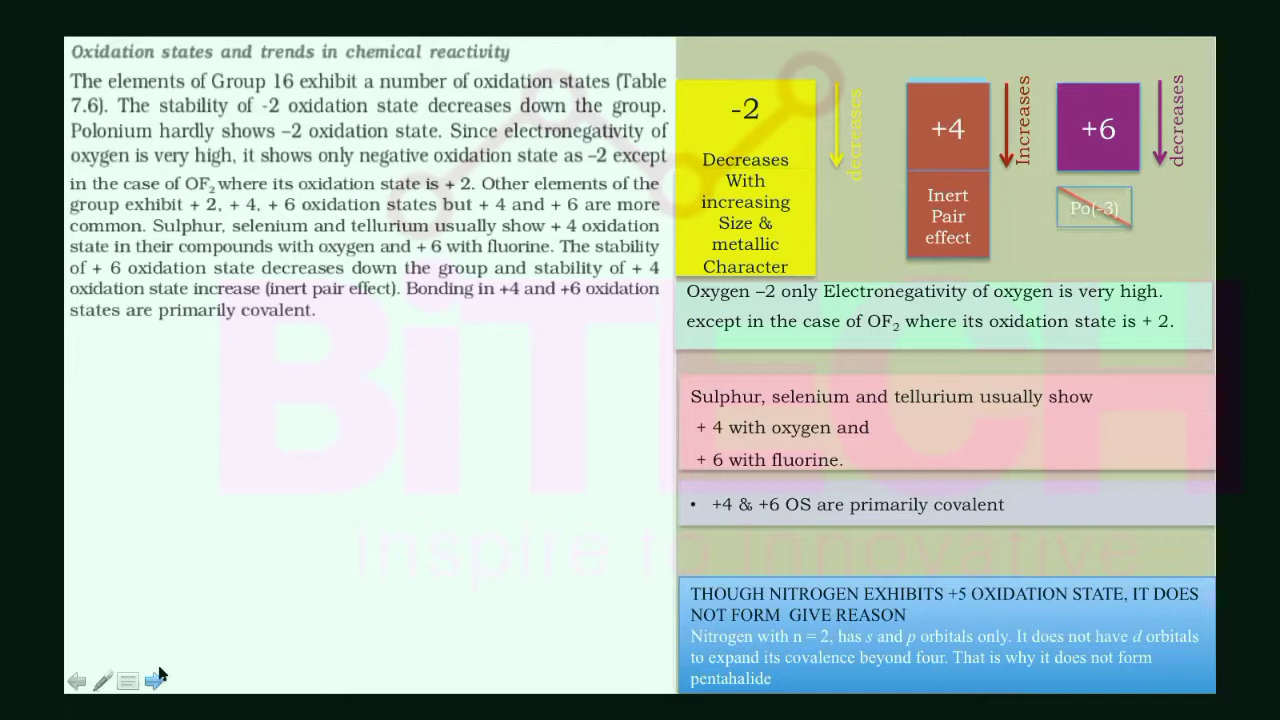 Oxidation states and trends in chemical reactivity
The elements of Group 16 exhibit a number of oxidation states (Table
7.6). The stability of -2 oxidation state decreases down the group.
Polonium hardly shows –2 oxidation state. Since electronegativity of
oxygen is very high, it shows only negative oxidation state as –2 except
in the case of OF₂ where its oxidation state is + 2. Other elements of the
group exhibit + 2, + 4, + 6 oxidation states but + 4 and + 6 are more
common. Sulphur, selenium and tellurium usually show + 4 oxidation
state in their compounds with oxygen and + 6 with fluorine. The stability
of + 6 oxidation state decreases down the group and stability of + 4
oxidation state increase (inert pair effect). Bonding in +4 and +6 oxidation
states are primarily covalent.
-2
Decreases
With
increasing
Size &
metallic
Character
decreases
+4
Inert
Pair
effect
Increases
+6
decreases
Po(-3)
Oxygen –2 only Electronegativity of oxygen is very high.
except in the case of OF₂ where its oxidation state is + 2.
Sulphur, selenium and tellurium usually show
+ 4 with oxygen and
+ 6 with fluorine.
• +4 & +6 OS are primarily covalent
THOUGH NITROGEN EXHIBITS +5 OXIDATION STATE, IT DOES
NOT FORM GIVE REASON
Nitrogen with n = 2, has s and p orbitals only. It does not have d orbitals
to expand its covalence beyond four. That is why it does not form
pentahalide
BiTECH
inspire to innovative